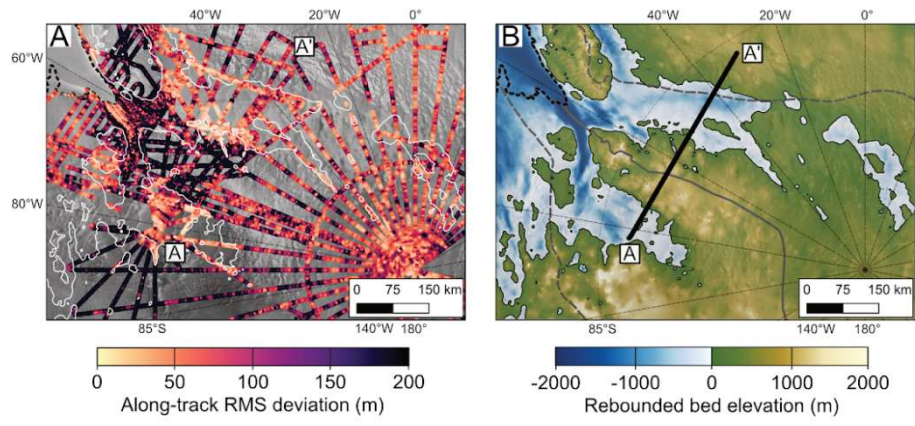 40°W 20°W 0°
A
A'
60°W
80°W
A
0 75 150 km
85°S 140°W 180°
0 50 100 150 200
Along-track RMS deviation (m)
40°W 20°W 0°
B
A'
A
0 75 150 km
85°S 140°W 180°
-2000 -1000 0 1000 2000
Rebounded bed elevation (m)